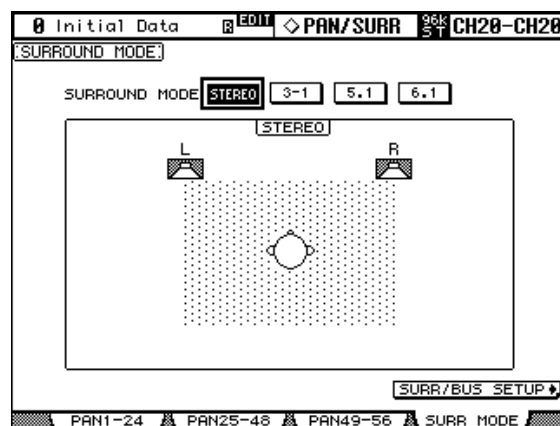 0 Initial Data EDIT ◇PAN/SURR 96k ST CH20-CH20
SURROUND MODE
SURROUND MODE STEREO 3-1 5.1 6.1
STEREO
L R
SURR/BUS SETUP
PAN1-24 PAN25-48 PAN49-56 SURR MODE